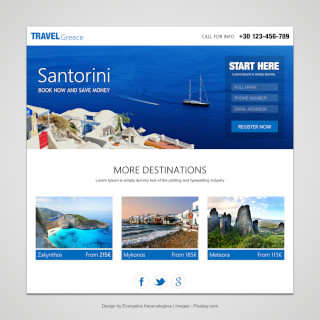 TRAVEL Greece
CALL FOR INFO +30 123-456-789
Santorini
BOOK NOW AND SAVE MONEY
START HERE
Lorem Ipsum is simply dummy
FULL NAME
PHONE NUMBER
EMAIL ADDRESS
REGISTER NOW
MORE DESTINATIONS
Lorem Ipsum is simply dummy text of the printing and typesetting industry
Zakynthos From 215€
Mykonos From 185€
Meteora From 115€
f
g
Design by Evangelos Karamologkos | Images : Pixabay.com